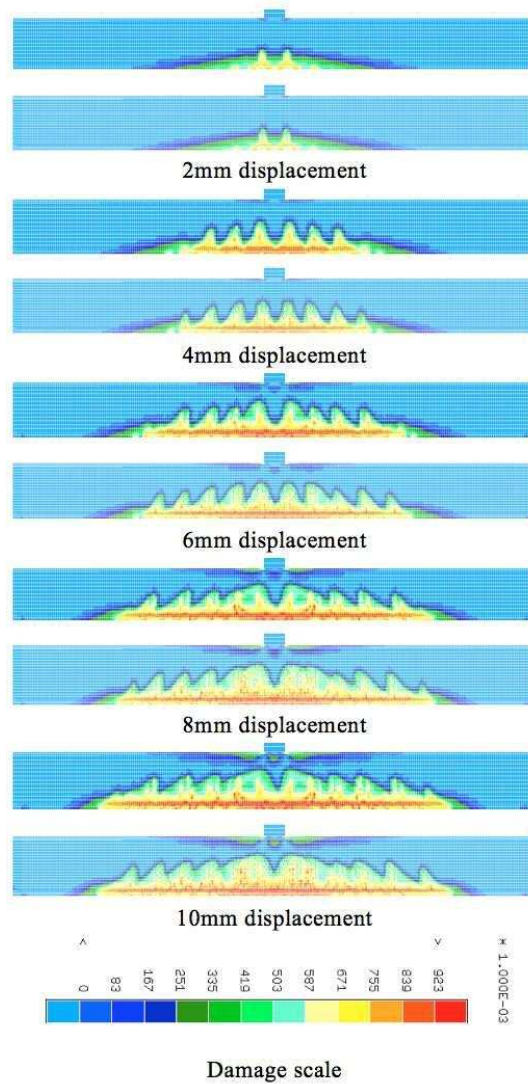 2mm displacement
4mm displacement
6mm displacement
8mm displacement
10mm displacement
< > * 1.000E-03
0 83 167 251 335 419 503 587 671 755 839 923
Damage scale